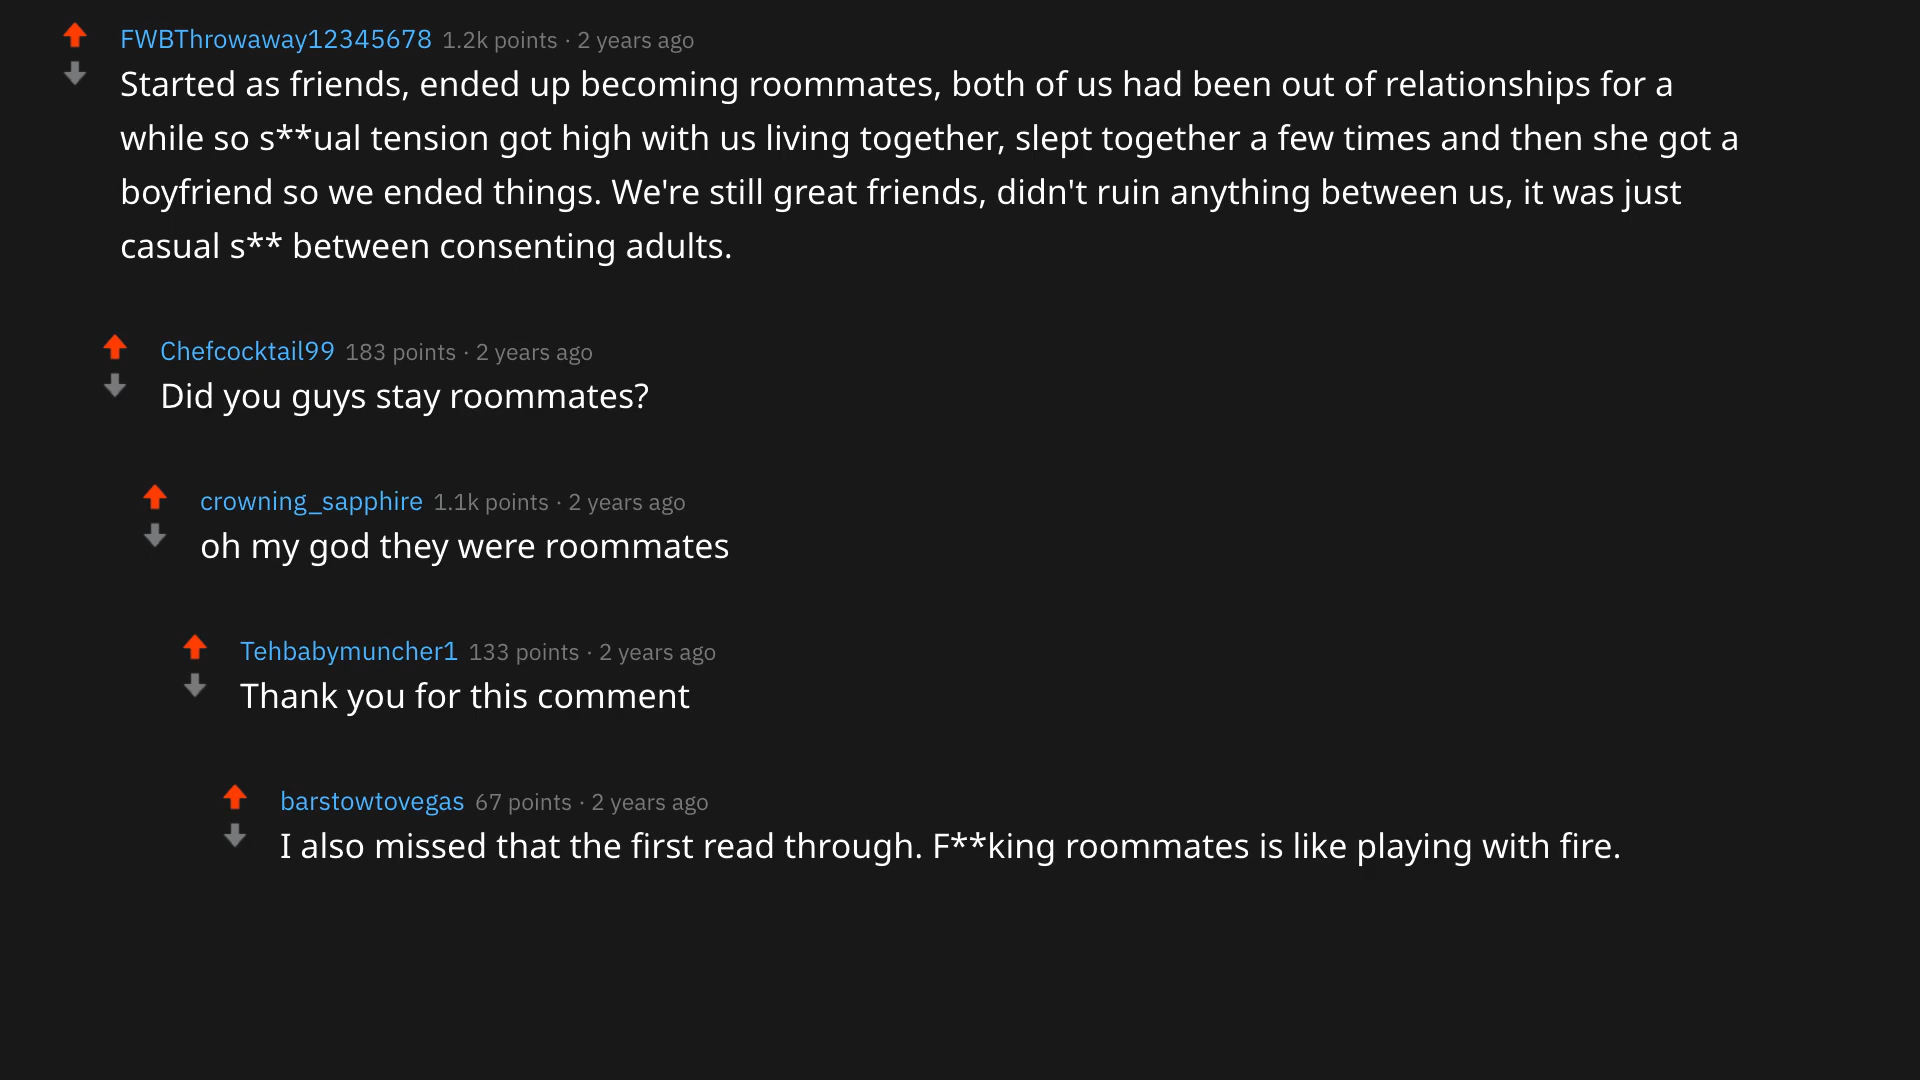 FWBThrowaway12345678 1.2k points · 2 years ago
Started as friends, ended up becoming roommates, both of us had been out of relationships for a
while so s**ual tension got high with us living together, slept together a few times and then she got a
boyfriend so we ended things. We're still great friends, didn't ruin anything between us, it was just
casual s** between consenting adults.
Chefcocktail99 183 points · 2 years ago
Did you guys stay roommates?
crowning_sapphire 1.1k points · 2 years ago
oh my god they were roommates
Tehbabymuncher1 133 points · 2 years ago
Thank you for this comment
barstowtovegas 67 points · 2 years ago
I also missed that the first read through. F**king roommates is like playing with fire.